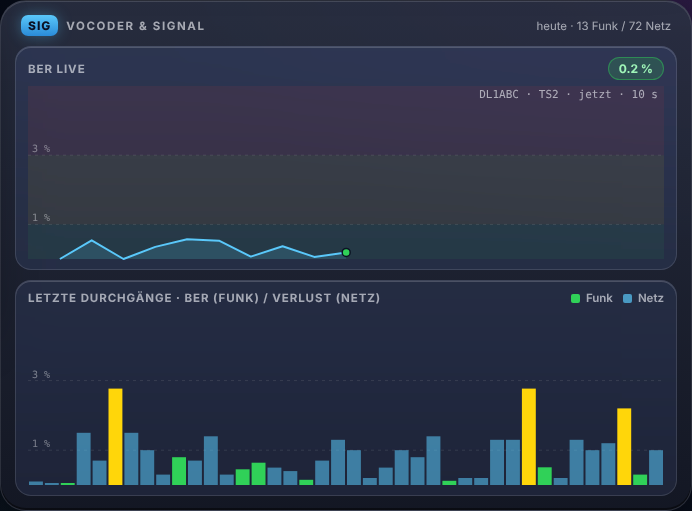 SIG VOCODER & SIGNAL heute · 13 Funk / 72 Netz
BER LIVE 0.2 %
DL1ABC · TS2 · jetzt · 10 s
3 %
1 %
LETZTE DURCHGÄNGE · BER (FUNK) / VERLUST (NETZ) Funk Netz
3 %
1 %